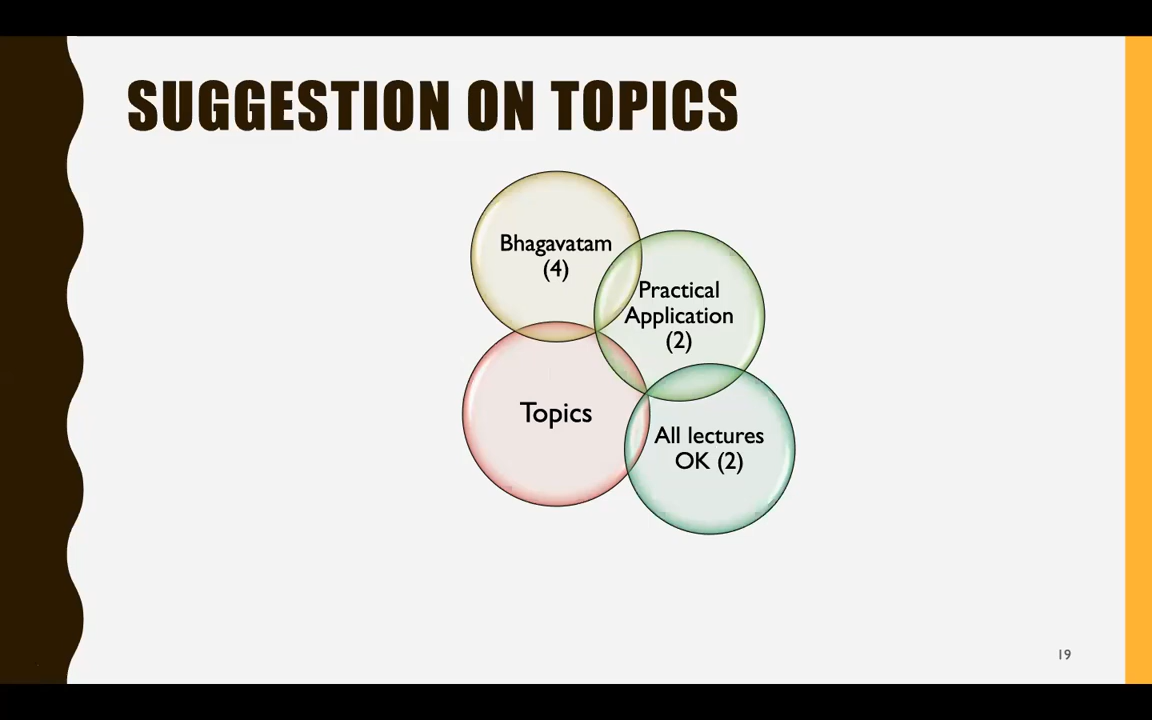 SUGGESTION ON TOPICS
Bhagavatam
(4)
Practical
Application
(2)
Topics
All lectures
OK (2)
19